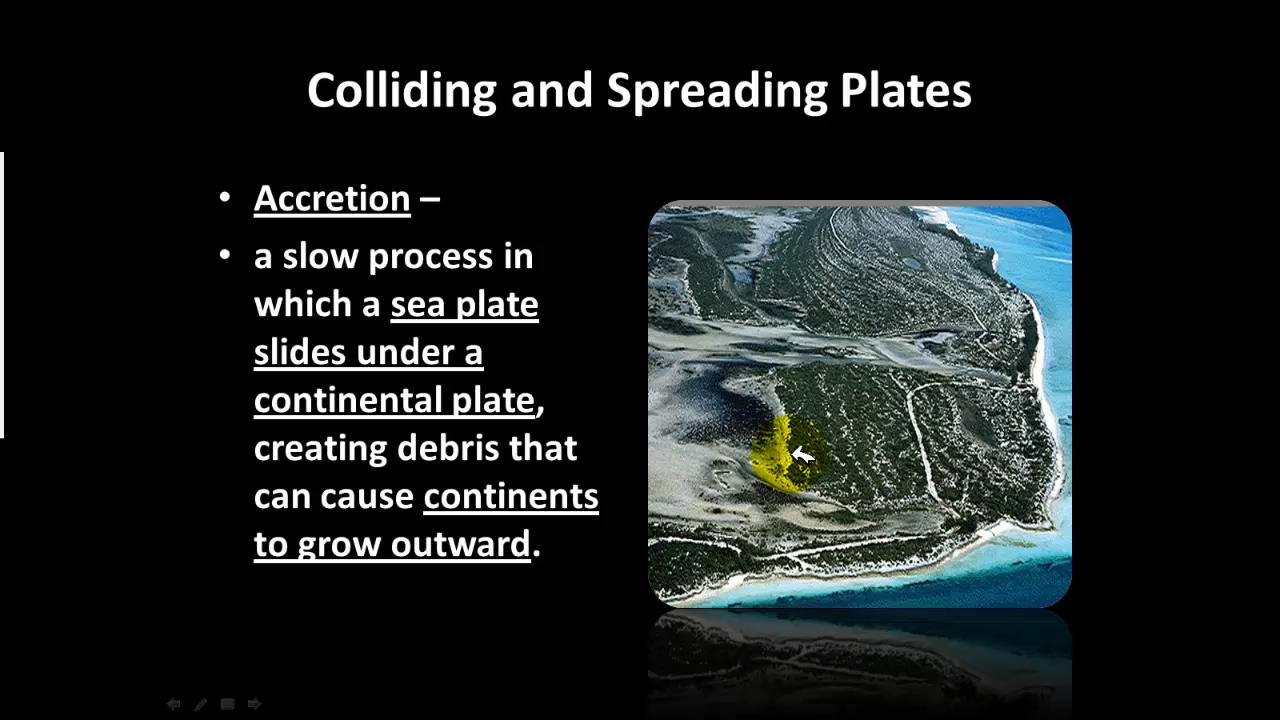 Colliding and Spreading Plates
• Accretion –
• a slow process in
which a sea plate
slides under a
continental plate,
creating debris that
can cause continents
to grow outward.